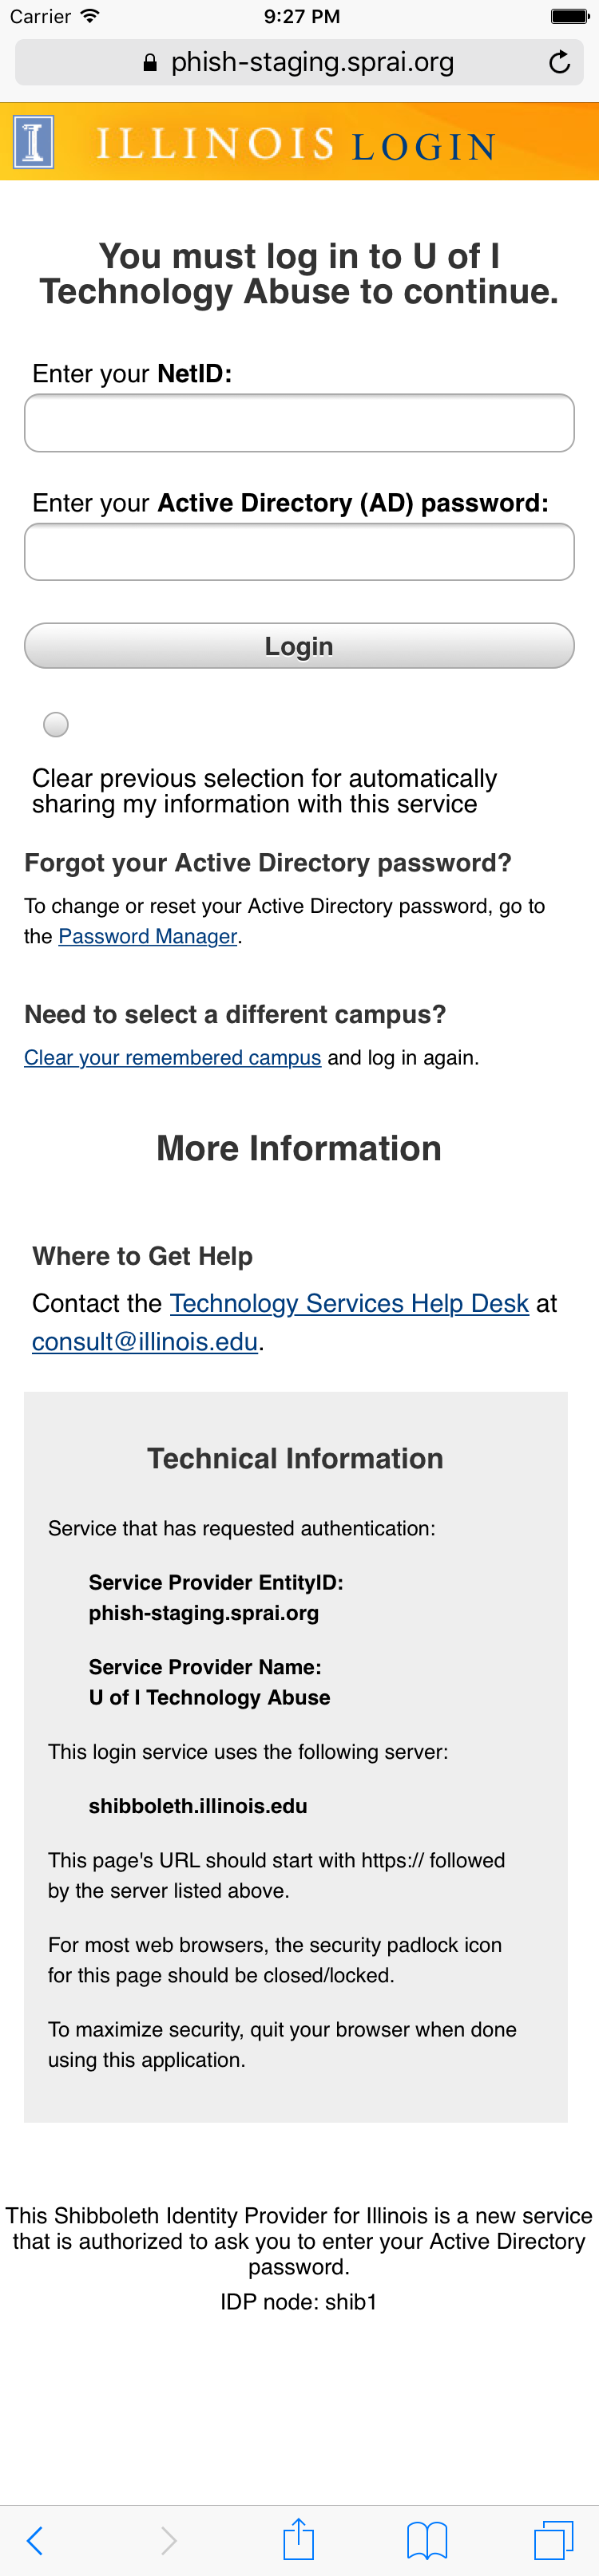 Carrier 9:27 PM
phish-staging.sprai.org
I ILLINOIS LOGIN
You must log in to U of I
Technology Abuse to continue.
Enter your NetID:
Enter your Active Directory (AD) password:
Login
Clear previous selection for automatically
sharing my information with this service
Forgot your Active Directory password?
To change or reset your Active Directory password, go to
the Password Manager.
Need to select a different campus?
Clear your remembered campus and log in again.
More Information
Where to Get Help
Contact the Technology Services Help Desk at
consult@illinois.edu.
Technical Information
Service that has requested authentication:
Service Provider EntityID:
phish-staging.sprai.org
Service Provider Name:
U of I Technology Abuse
This login service uses the following server:
shibboleth.illinois.edu
This page's URL should start with https:// followed
by the server listed above.
For most web browsers, the security padlock icon
for this page should be closed/locked.
To maximize security, quit your browser when done
using this application.
This Shibboleth Identity Provider for Illinois is a new service
that is authorized to ask you to enter your Active Directory
password.
IDP node: shib1